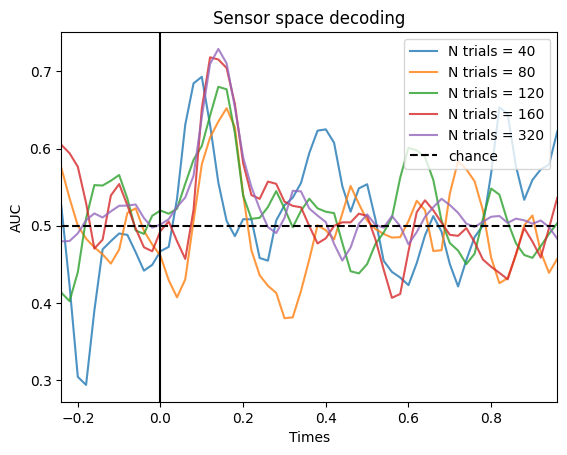 Sensor space decoding
AUC
0.7
0.6
0.5
0.4
0.3
N trials = 40
N trials = 80
N trials = 120
N trials = 160
N trials = 320
chance
−0.2 0.0 0.2 0.4 0.6 0.8
Times